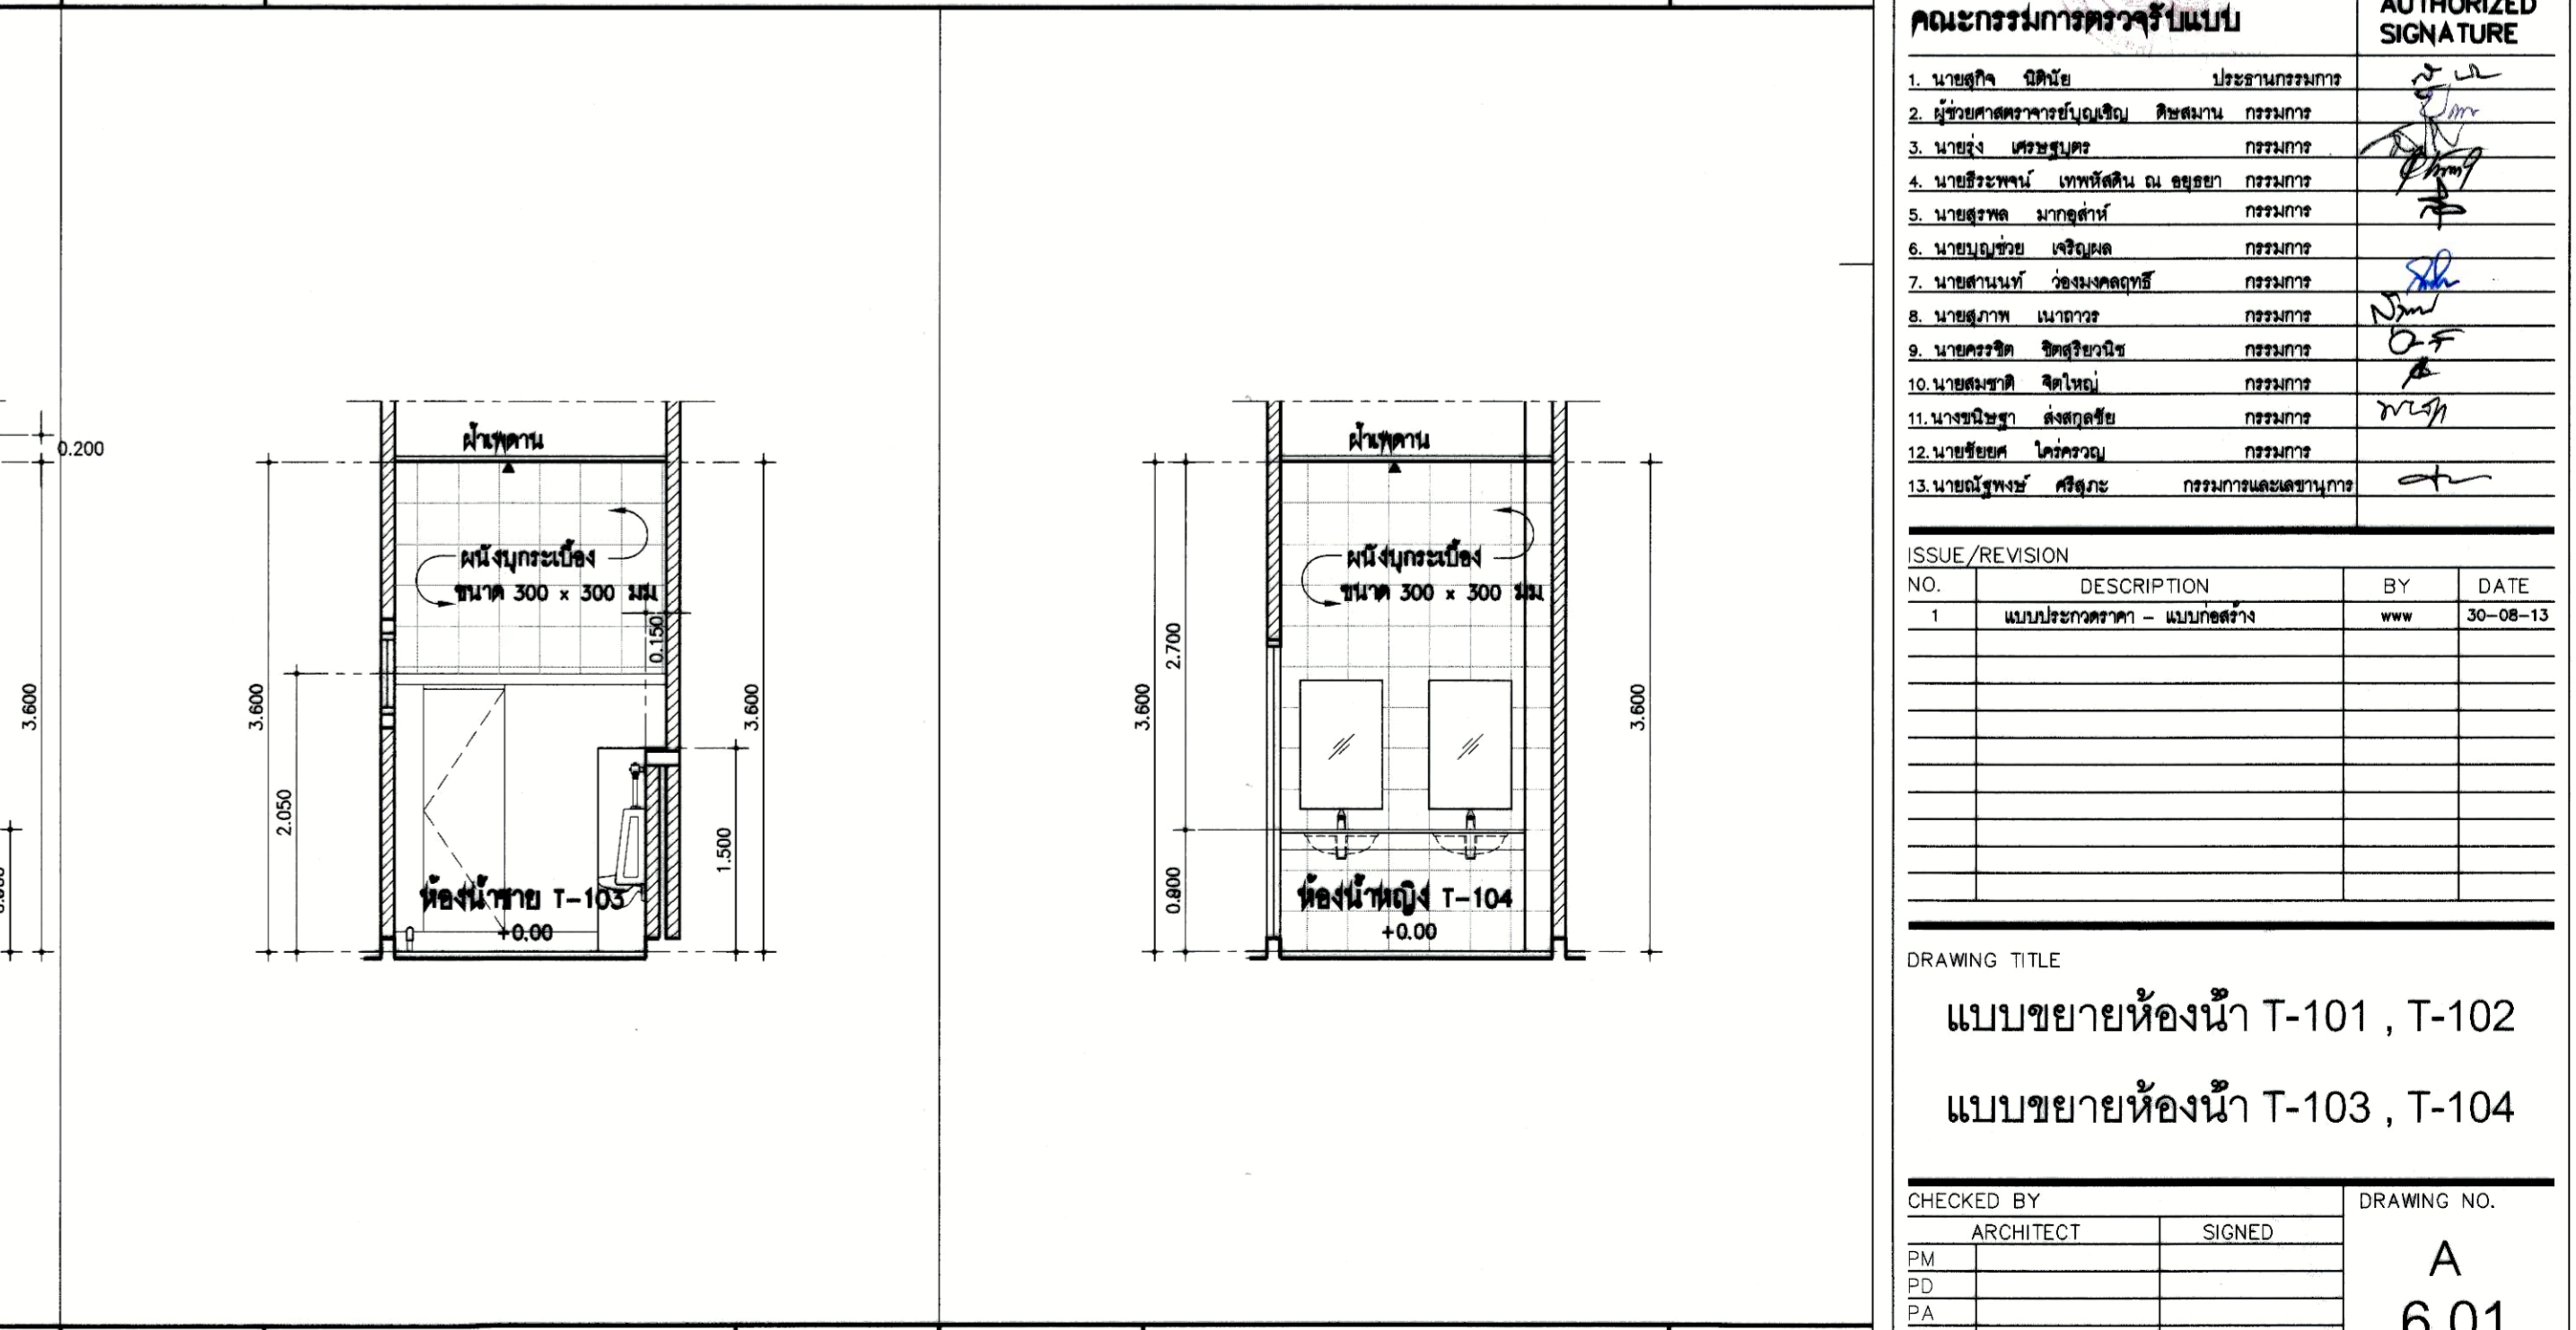 0.200
3.600
ฝ้าเพดาน
ผนังบุกระเบื้อง
ขนาด 300 x 300 มม
0.150
3.600
2.050
3.600
1.500
ห้องน้ำชาย T-103
+0.00
ฝ้าเพดาน
ผนังบุกระเบื้อง
ขนาด 300 x 300 มม
2.700
3.600
3.600
0.900
ห้องน้ำหญิง T-104
+0.00
คณะกรรมการตรวจรับแบบ
AUTHORIZED
SIGNATURE
1. นายสุกิจ นิตินัย ประธานกรรมการ
2. ผู้ช่วยศาสตราจารย์บุญเชิญ ดิษสมาน กรรมการ
3. นายรุ่ง เศรษฐบุตร กรรมการ
4. นายธีระพจน์ เทพหัสดิน ณ อยุธยา กรรมการ
5. นายสุรพล มากอุส่าห์ กรรมการ
6. นายบุญช่วย เจริญผล กรรมการ
7. นายสานนท์ ว่องมงคลฤทธิ์ กรรมการ
8. นายสุภาพ เนาถาวร กรรมการ
9. นายครรชิต ชิตสุริยวนิช กรรมการ
10. นายสมชาติ จิตใหญ่ กรรมการ
11. นางขนิษฐา ส่งสกุลชัย กรรมการ
12. นายชัยยศ ใคร่ครวญ กรรมการ
13. นายณัฐพงษ์ ศรีสุภะ กรรมการและเลขานุการ
ISSUE/REVISION
NO. DESCRIPTION BY DATE
1 แบบประกวดราคา - แบบก่อสร้าง www 30-08-13
DRAWING TITLE
แบบขยายห้องน้ำ T-101 , T-102
แบบขยายห้องน้ำ T-103 , T-104
CHECKED BY DRAWING NO.
ARCHITECT SIGNED
PM
PD
PA
A
6.01